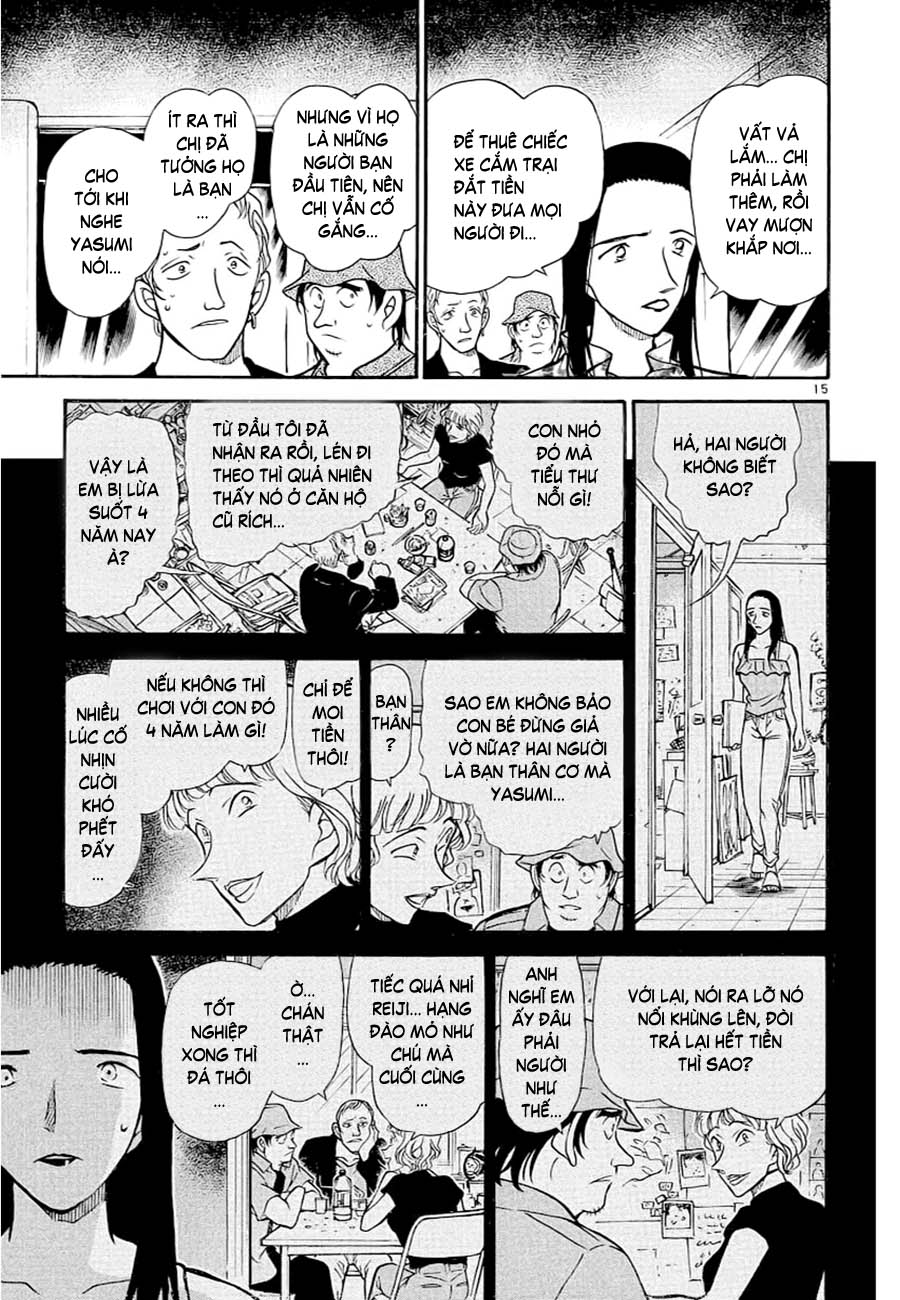 VẤT VẢ
LẮM... CHỊ
PHẢI LÀM
THÊM, RỒI
VAY MƯỢN
KHẮP NƠI...
ĐỂ THUÊ CHIẾC
XE CẮM TRẠI
ĐẮT TIỀN
NÀY ĐƯA MỌI
NGƯỜI ĐI...
NHƯNG VÌ HỌ
LÀ NHỮNG
NGƯỜI BẠN
ĐẦU TIÊN, NÊN
CHỊ VẪN CỐ
GẮNG...
ÍT RA THÌ
CHỊ ĐÃ
TƯỞNG HỌ
LÀ BẠN
...
CHO
TỚI KHI
NGHE
YASUMI
NÓI...
15
HẢ, HAI NGƯỜI
KHÔNG BIẾT
SAO?
CON NHỎ
ĐÓ MÀ
TIỂU THƯ
NỖI GÌ!
TỪ ĐẦU TÔI ĐÃ
NHẬN RA RỒI, LÉN ĐI
THEO THÌ QUẢ NHIÊN
THẤY NÓ Ở CĂN HỘ
CŨ RÍCH...
VẬY LÀ
EM BỊ LỪA
SUỐT 4
NĂM NAY
À?
SAO EM KHÔNG BẢO
CON BÉ ĐỪNG GIẢ
VỜ NỮA? HAI NGƯỜI
LÀ BẠN THÂN CƠ MÀ
YASUMI...
BẠN
THÂN
?
CHỈ ĐỂ
MOI
TIỀN
THÔI!
NẾU KHÔNG THÌ
CHƠI VỚI CON ĐÓ
4 NĂM LÀM GÌ!
NHIỀU
LÚC CỐ
NHỊN
CƯỜI
KHÓ
PHẾT
ĐẤY
...
VỚI LẠI, NÓI RA LỠ NÓ
NỔI KHÙNG LÊN, ĐÒI
TRẢ LẠI HẾT TIỀN
THÌ SAO?
ANH
NGHĨ EM
ẤY ĐÂU
PHẢI
NGƯỜI
NHƯ
THẾ...
TIẾC QUÁ NHỈ
REIJI... HẠNG
ĐÀO MỎ NHƯ
CHÚ MÀ
CUỐI CÙNG
...
Ờ...
CHÁN
THẬT
...
TỐT
NGHIỆP
XONG THÌ
ĐÁ THÔI
...